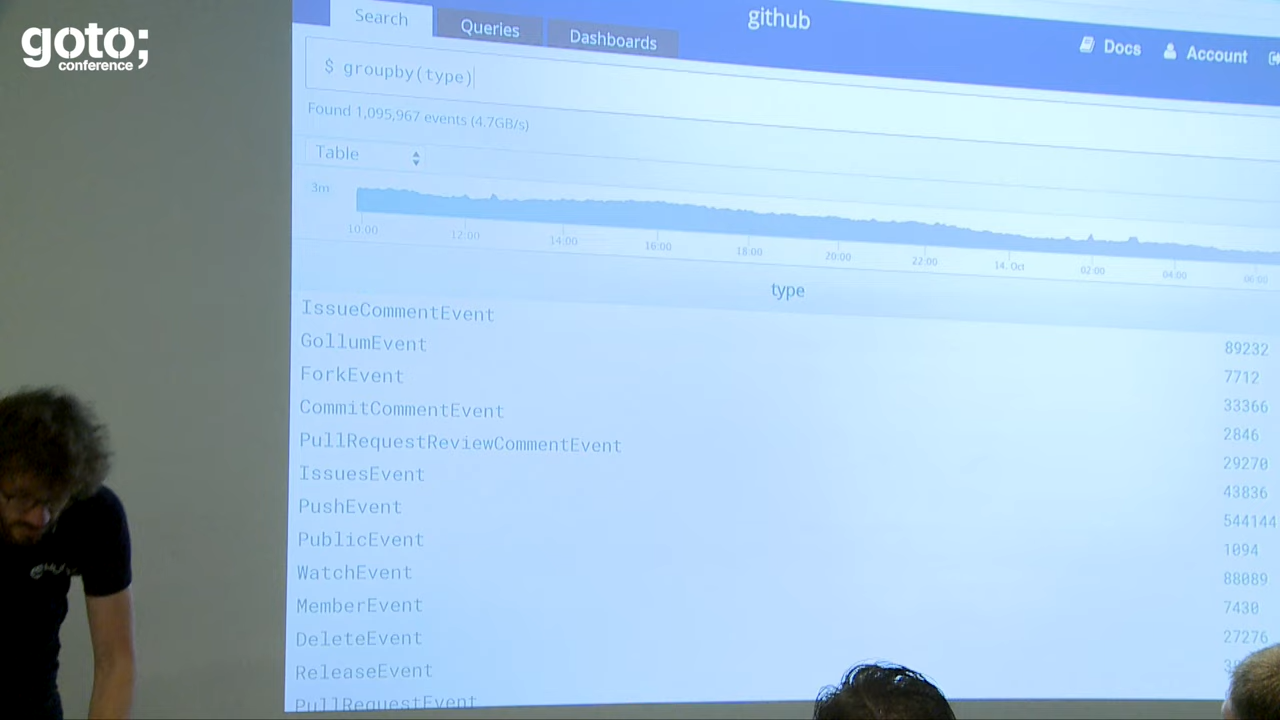 goto;
conference
Search
Queries
Dashboards
github
Docs
Account
$ groupby(type)
Found 1,095,967 events (4.7GB/s)
Table
3m
10:00 12:00 14:00 16:00 18:00 20:00 22:00 14. Oct 02:00 04:00 06:00
type
IssueCommentEvent 89232
GollumEvent 7712
ForkEvent 33366
CommitCommentEvent 2846
PullRequestReviewCommentEvent 29270
IssuesEvent 43836
PushEvent 544144
PublicEvent 1094
WatchEvent 88089
MemberEvent 7430
DeleteEvent 27276
ReleaseEvent
PullRequestEvent